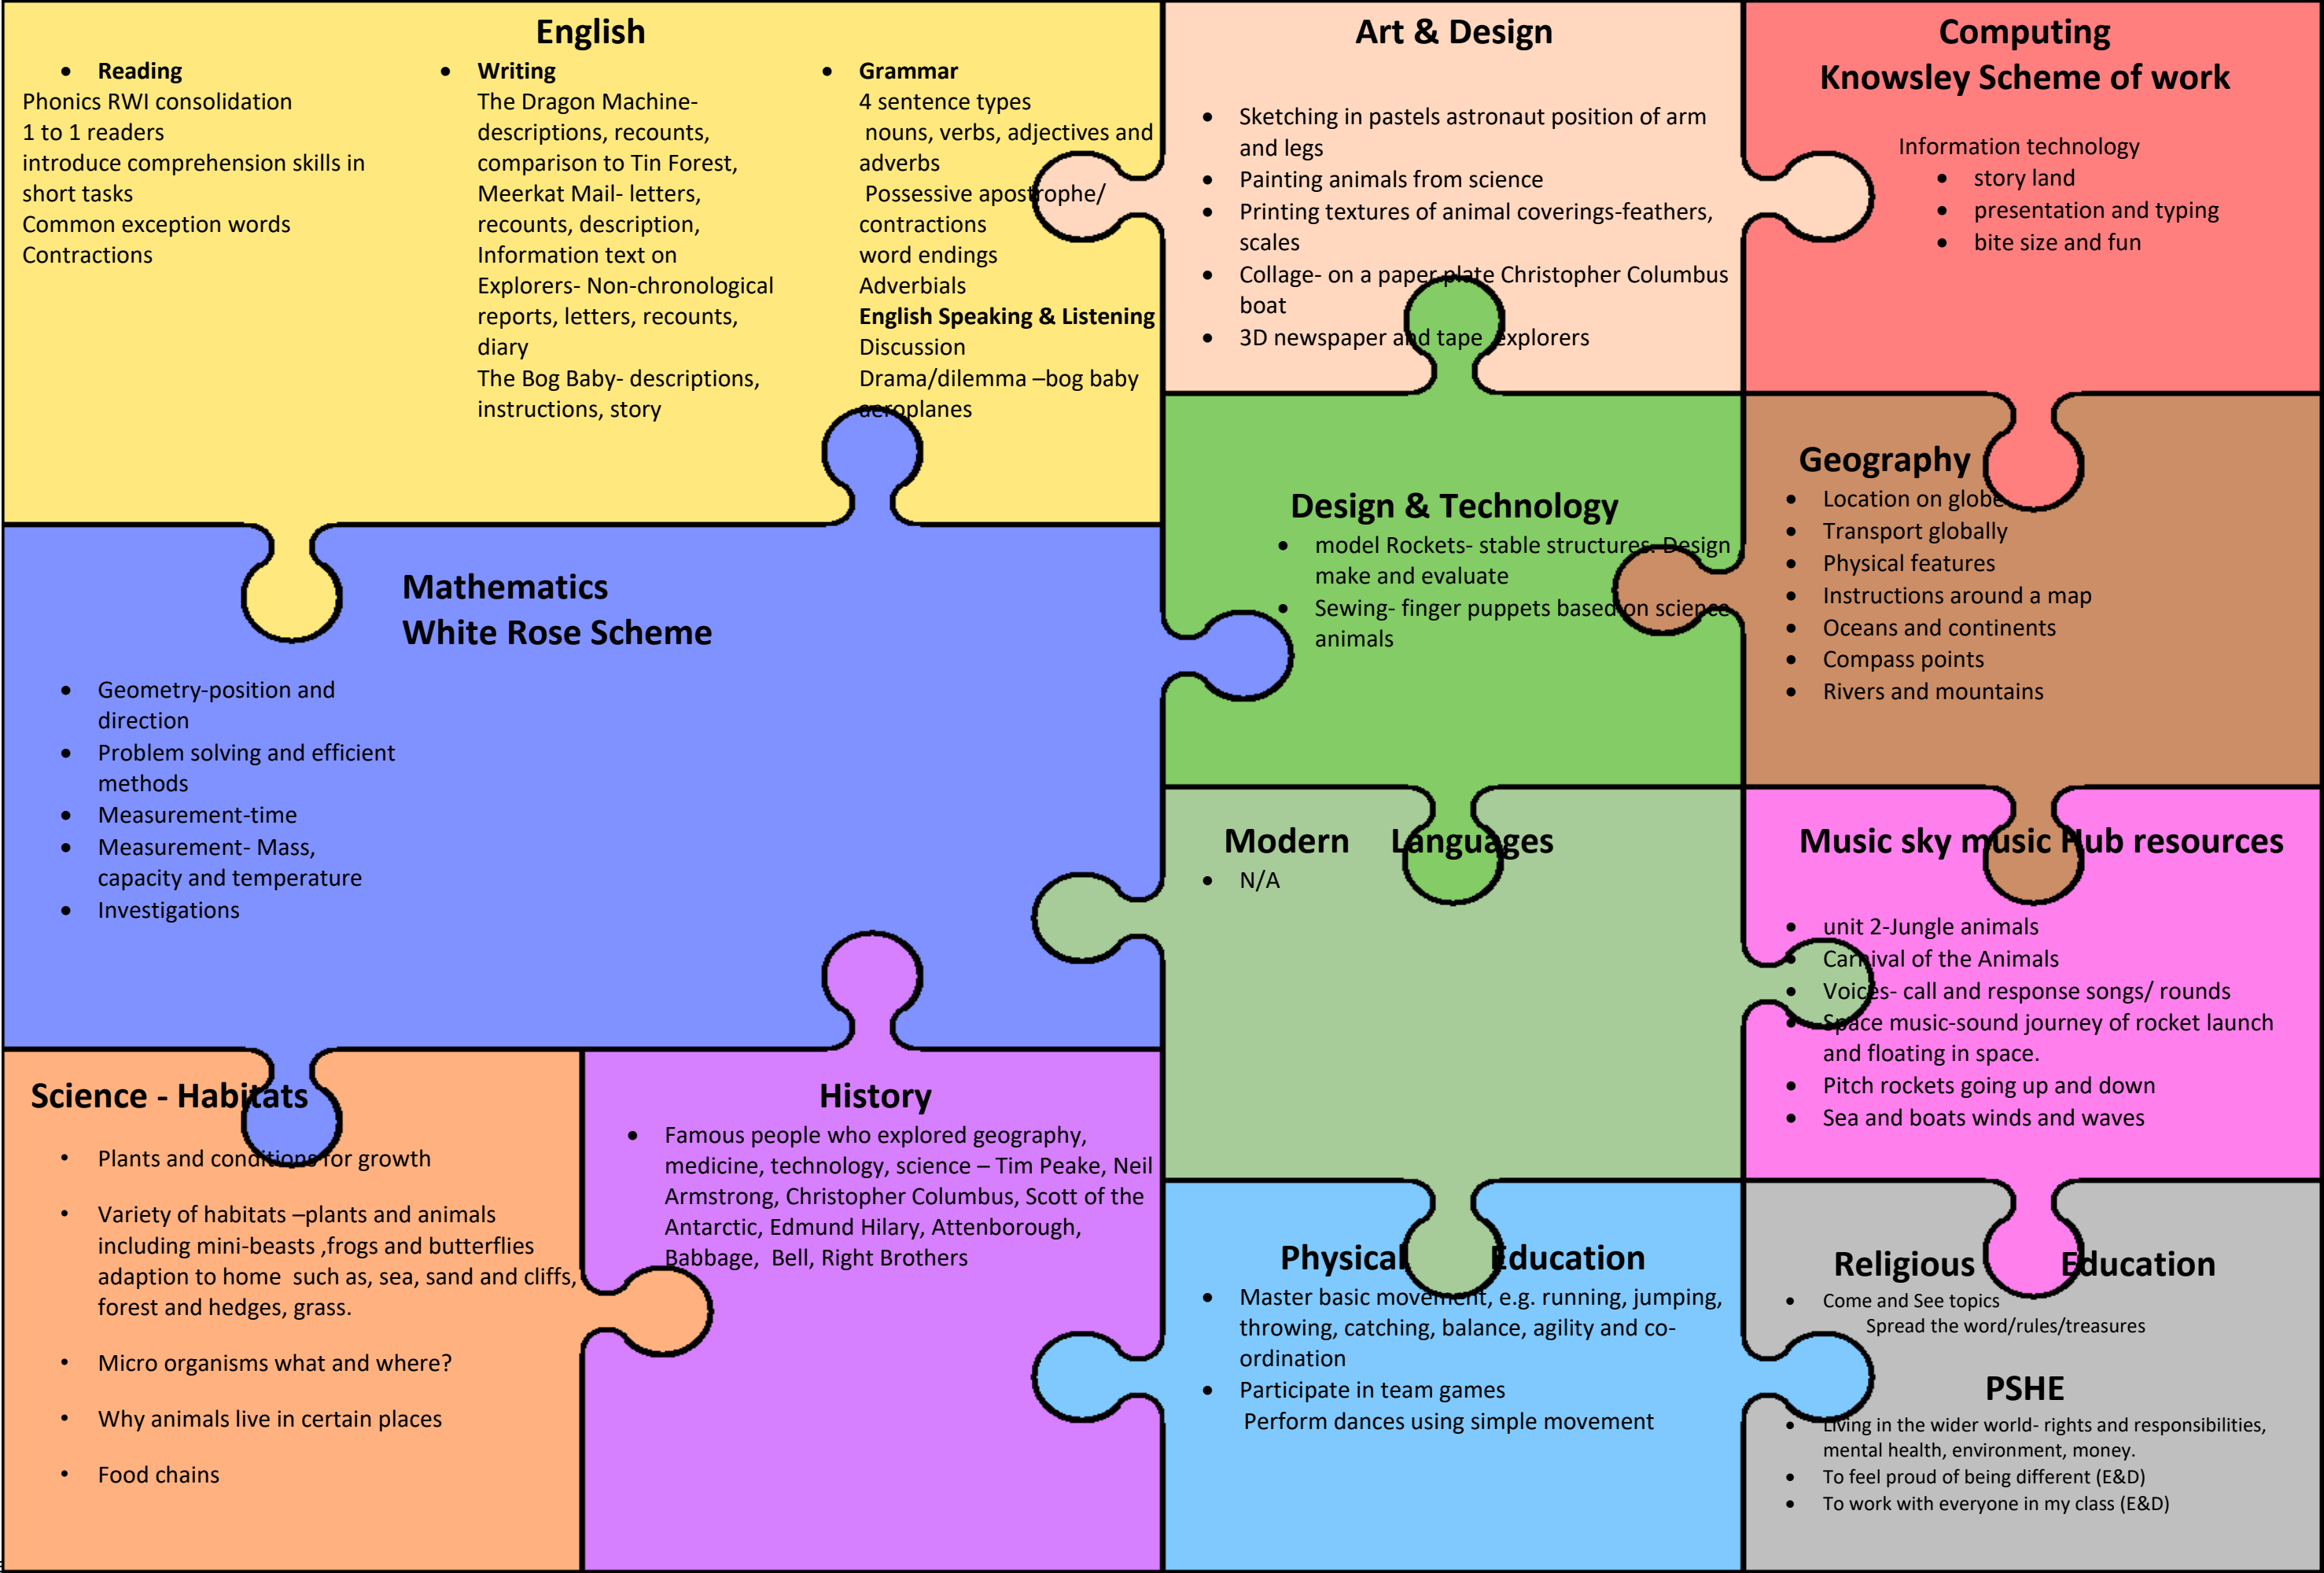 English
• Reading
Phonics RWI consolidation
1 to 1 readers
introduce comprehension skills in
short tasks
Common exception words
Contractions
• Writing
The Dragon Machine-
descriptions, recounts,
comparison to Tin Forest,
Meerkat Mail- letters,
recounts, description,
Information text on
Explorers- Non-chronological
reports, letters, recounts,
diary
The Bog Baby- descriptions,
instructions, story
• Grammar
4 sentence types
nouns, verbs, adjectives and
adverbs
Possessive apostrophe/
contractions
word endings
Adverbials
English Speaking & Listening
Discussion
Drama/dilemma –bog baby
aeroplanes
Art & Design
• Sketching in pastels astronaut position of arm
and legs
• Painting animals from science
• Printing textures of animal coverings-feathers,
scales
• Collage- on a paper plate Christopher Columbus
boat
• 3D newspaper and tape explorers
Computing
Knowsley Scheme of work
Information technology
• story land
• presentation and typing
• bite size and fun
Mathematics
White Rose Scheme
• Geometry-position and
direction
• Problem solving and efficient
methods
• Measurement-time
• Measurement- Mass,
capacity and temperature
• Investigations
Design & Technology
• model Rockets- stable structures. Design
make and evaluate
• Sewing- finger puppets based on science
animals
Geography
• Location on globe
• Transport globally
• Physical features
• Instructions around a map
• Oceans and continents
• Compass points
• Rivers and mountains
Modern Languages
• N/A
Music sky music Hub resources
• unit 2-Jungle animals
• Carnival of the Animals
• Voices- call and response songs/ rounds
• Space music-sound journey of rocket launch
and floating in space.
• Pitch rockets going up and down
• Sea and boats winds and waves
Science - Habitats
• Plants and conditions for growth
• Variety of habitats –plants and animals
including mini-beasts ,frogs and butterflies
adaption to home such as, sea, sand and cliffs,
forest and hedges, grass.
• Micro organisms what and where?
• Why animals live in certain places
• Food chains
History
• Famous people who explored geography,
medicine, technology, science – Tim Peake, Neil
Armstrong, Christopher Columbus, Scott of the
Antarctic, Edmund Hilary, Attenborough,
Babbage, Bell, Right Brothers
Physical Education
• Master basic movement, e.g. running, jumping,
throwing, catching, balance, agility and co-
ordination
• Participate in team games
Perform dances using simple movement
Religious Education
• Come and See topics
Spread the word/rules/treasures
PSHE
• Living in the wider world- rights and responsibilities,
mental health, environment, money.
• To feel proud of being different (E&D)
• To work with everyone in my class (E&D)